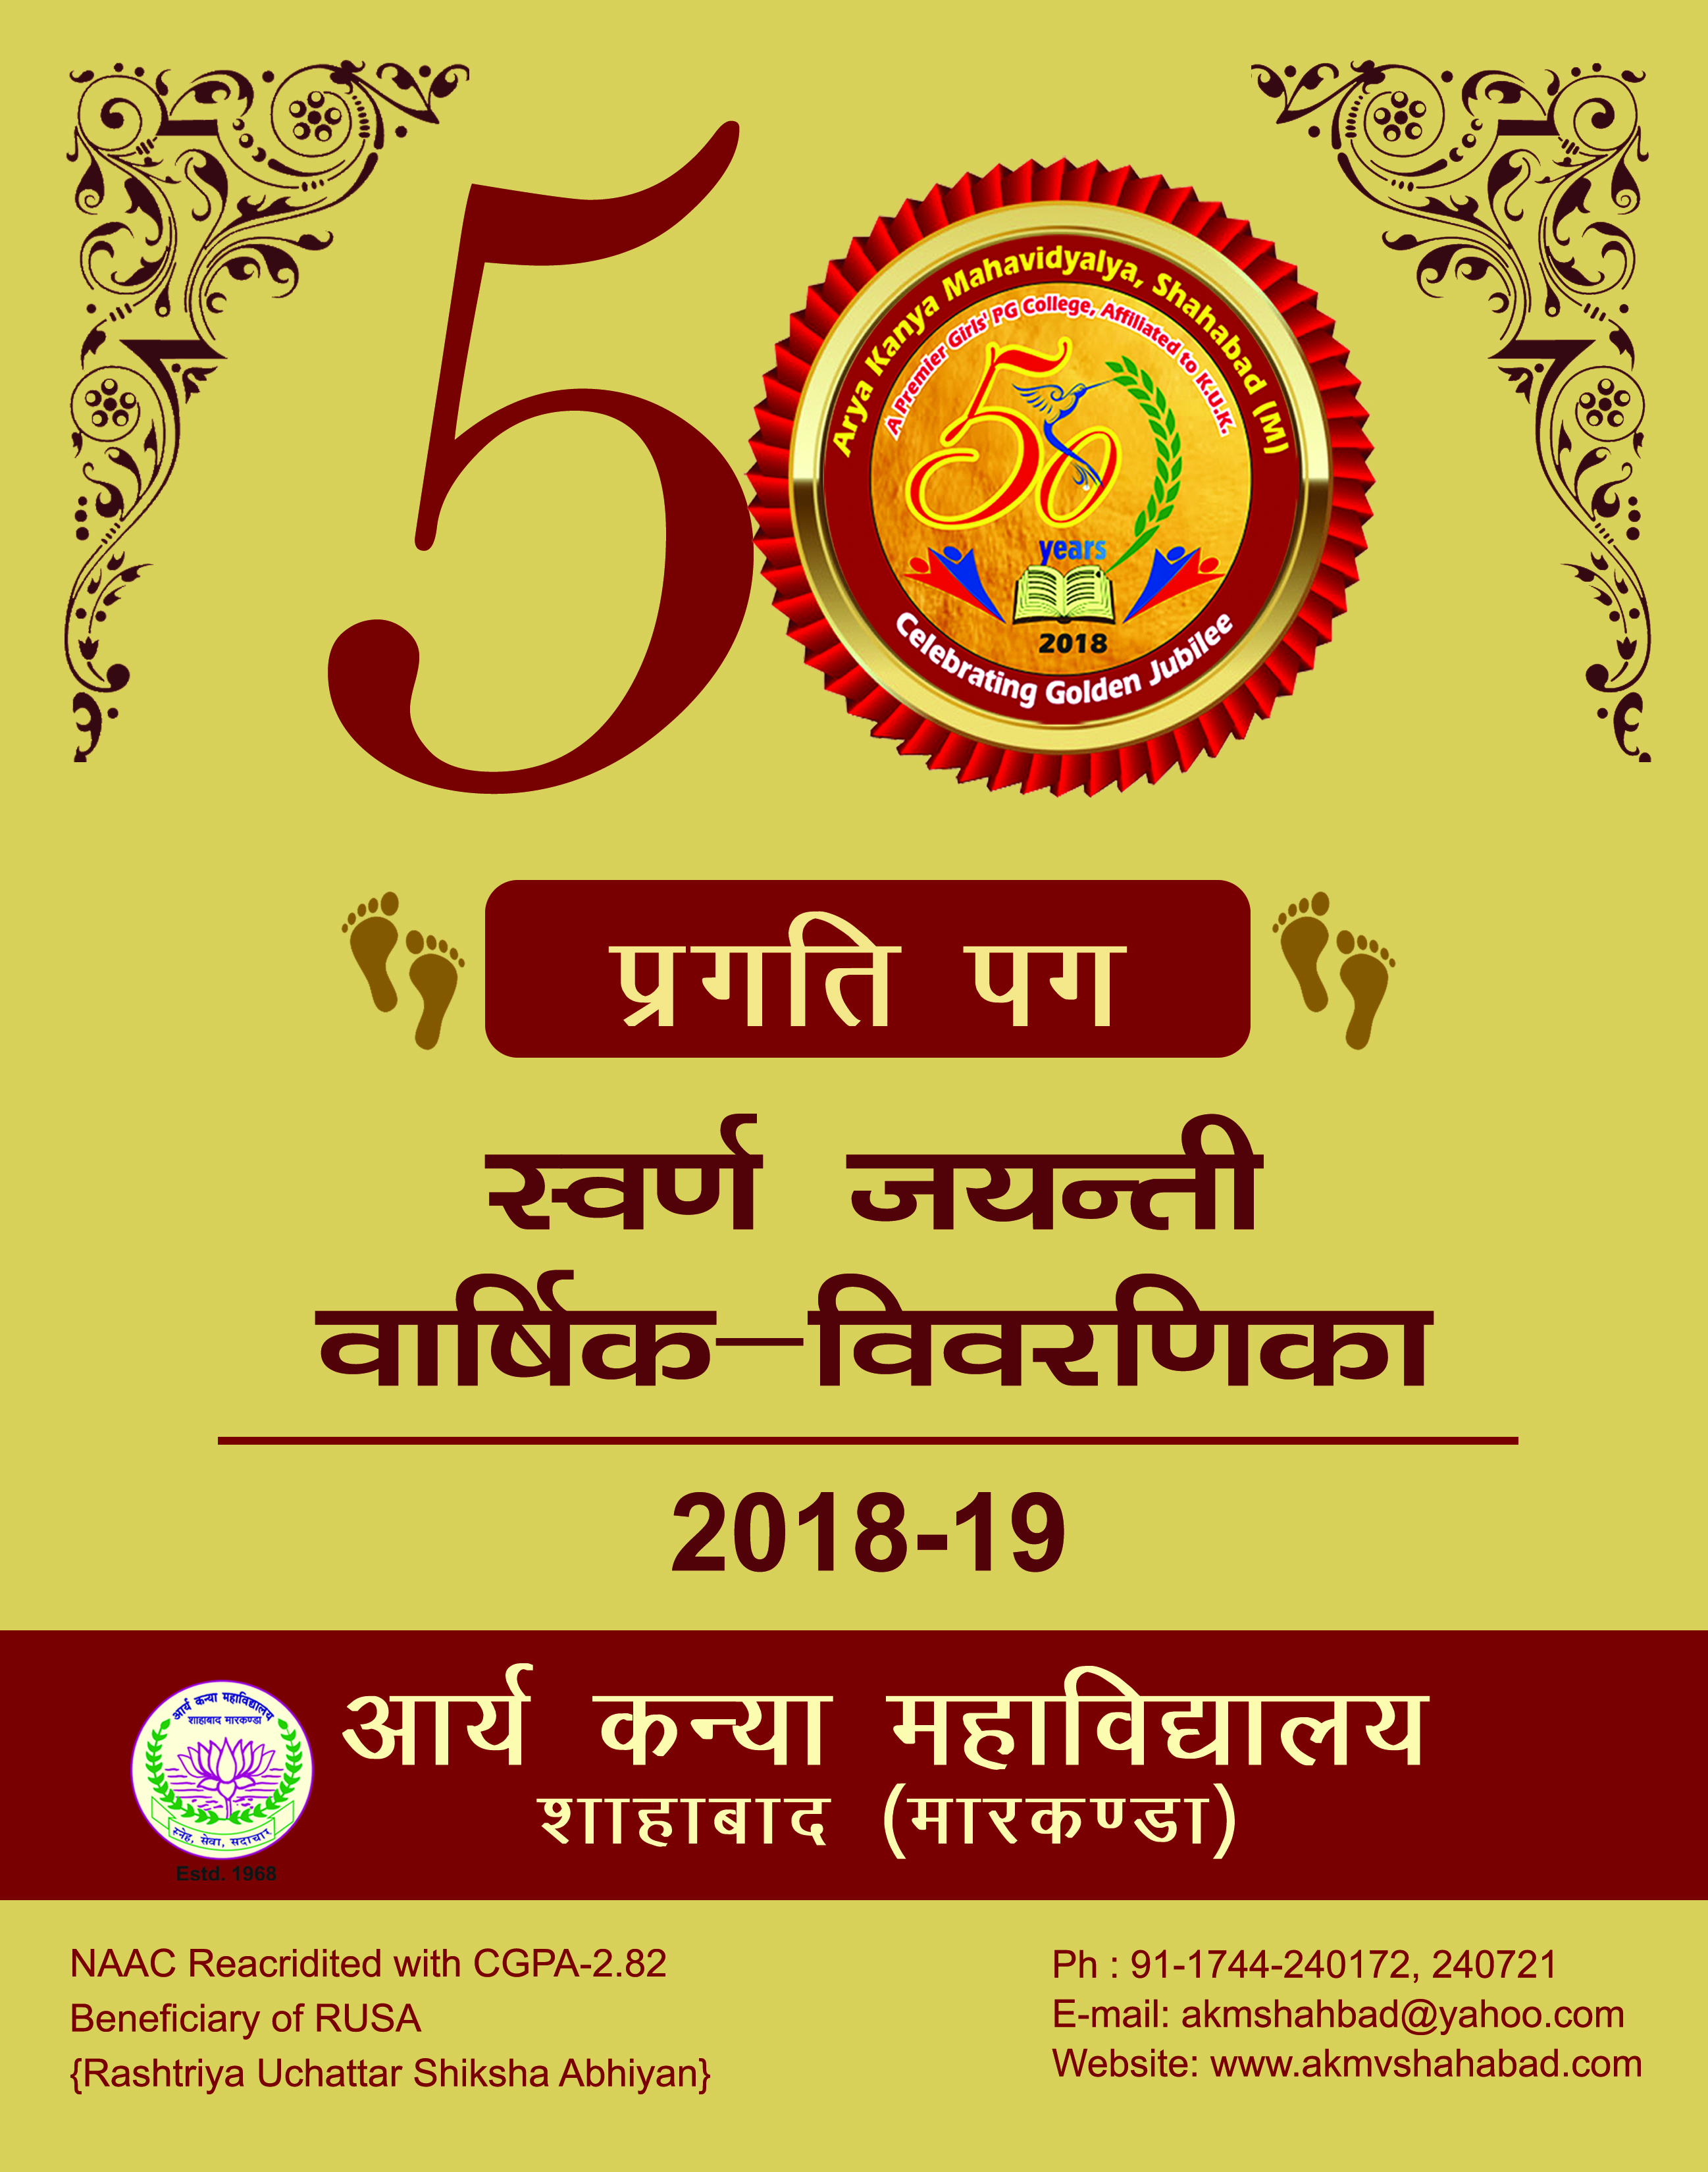 50
Arya Kanya Mahavidyalya, Shahabad (M)
A Premier Girls' PG College, Affiliated to K.U.K.
50
years
2018
Celebrating Golden Jubilee
प्रगति पग
स्वर्ण जयन्ती
वार्षिक–विवरणिका
2018-19
आर्य कन्या महाविद्यालय
शाहाबाद मारकण्डा
स्नेह, सेवा, सदाचार
Estd. 1968
आर्य कन्या महाविद्यालय
शाहाबाद (मारकण्डा)
NAAC Reacridited with CGPA-2.82
Beneficiary of RUSA
{Rashtriya Uchattar Shiksha Abhiyan}
Ph : 91-1744-240172, 240721
E-mail: akmshahbad@yahoo.com
Website: www.akmvshahabad.com